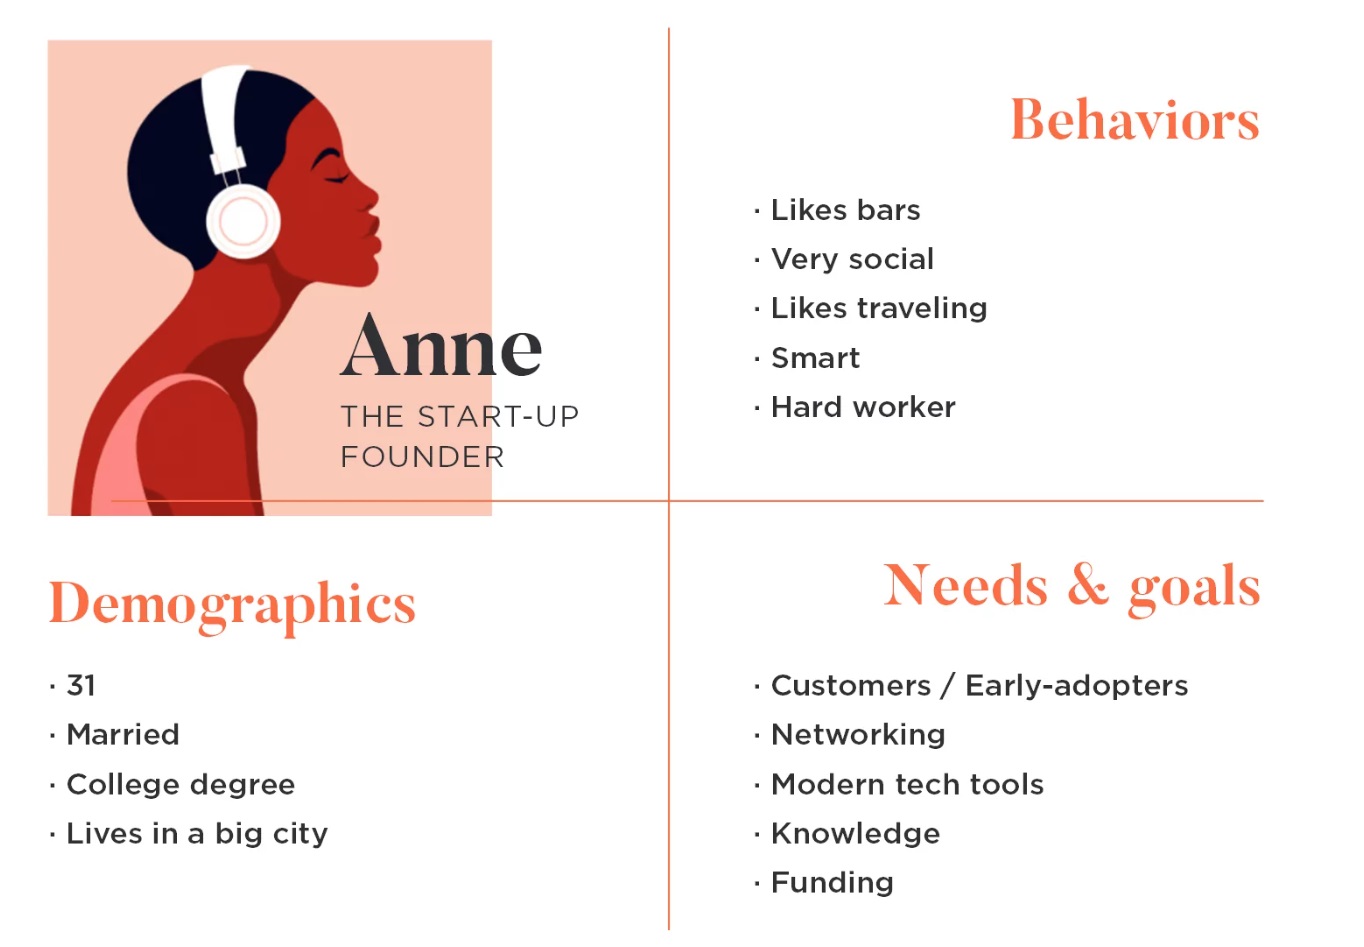 Anne
THE START-UP
FOUNDER
Behaviors
· Likes bars
· Very social
· Likes traveling
· Smart
· Hard worker
Demographics
· 31
· Married
· College degree
· Lives in a big city
Needs & goals
· Customers / Early-adopters
· Networking
· Modern tech tools
· Knowledge
· Funding